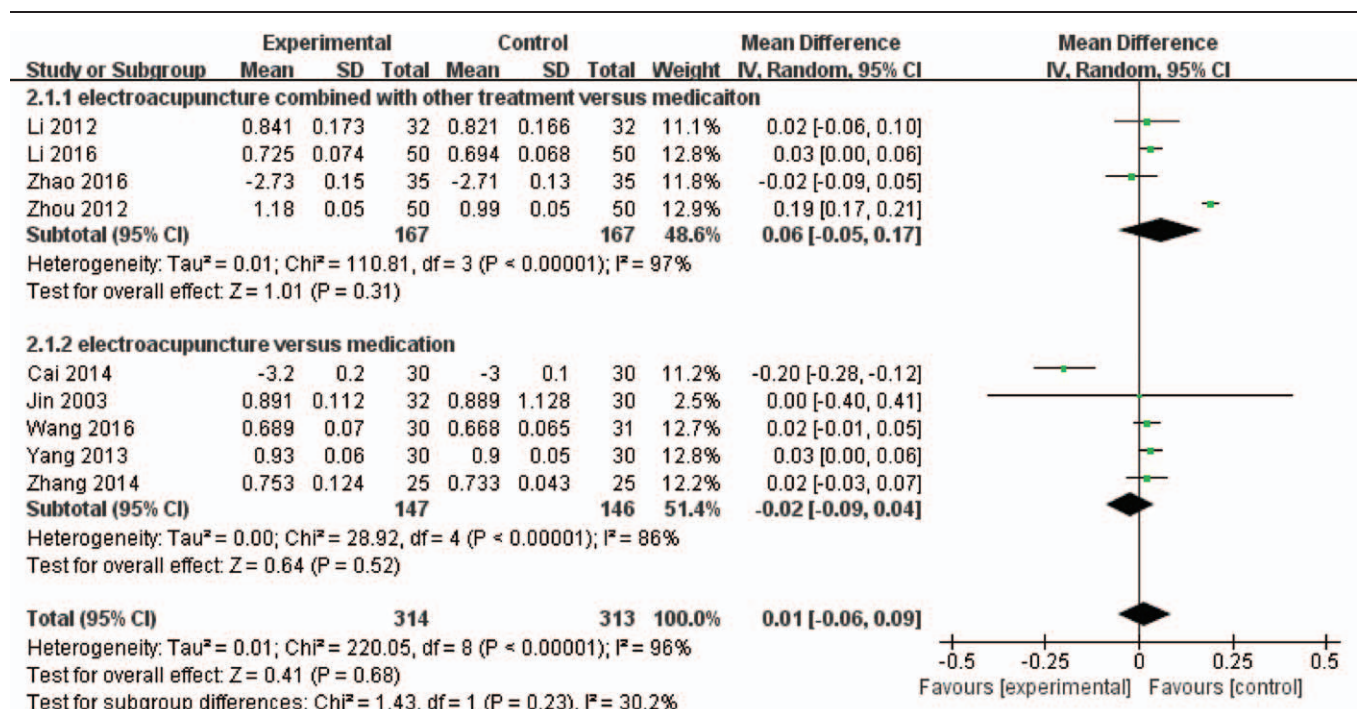 Experimental Control Mean Difference Mean Difference
Study or Subgroup Mean SD Total Mean SD Total Weight IV, Random, 95% CI IV, Random, 95% CI
2.1.1 electroacupuncture combined with other treatment versus medicaiton
Li 2012 0.841 0.173 32 0.821 0.166 32 11.1% 0.02 [-0.06, 0.10]
Li 2016 0.725 0.074 50 0.694 0.068 50 12.8% 0.03 [0.00, 0.06]
Zhao 2016 -2.73 0.15 35 -2.71 0.13 35 11.8% -0.02 [-0.09, 0.05]
Zhou 2012 1.18 0.05 50 0.99 0.05 50 12.9% 0.19 [0.17, 0.21]
Subtotal (95% CI) 167 167 48.6% 0.06 [-0.05, 0.17]
Heterogeneity: Tau² = 0.01; Chi² = 110.81, df = 3 (P < 0.00001); I² = 97%
Test for overall effect: Z = 1.01 (P = 0.31)
2.1.2 electroacupuncture versus medication
Cai 2014 -3.2 0.2 30 -3 0.1 30 11.2% -0.20 [-0.28, -0.12]
Jin 2003 0.891 0.112 32 0.889 1.128 30 2.5% 0.00 [-0.40, 0.41]
Wang 2016 0.689 0.07 30 0.668 0.065 31 12.7% 0.02 [-0.01, 0.05]
Yang 2013 0.93 0.06 30 0.9 0.05 30 12.8% 0.03 [0.00, 0.06]
Zhang 2014 0.753 0.124 25 0.733 0.043 25 12.2% 0.02 [-0.03, 0.07]
Subtotal (95% CI) 147 146 51.4% -0.02 [-0.09, 0.04]
Heterogeneity: Tau² = 0.00; Chi² = 28.92, df = 4 (P < 0.00001); I² = 86%
Test for overall effect: Z = 0.64 (P = 0.52)
Total (95% CI) 314 313 100.0% 0.01 [-0.06, 0.09]
Heterogeneity: Tau² = 0.01; Chi² = 220.05, df = 8 (P < 0.00001); I² = 96%
Test for overall effect: Z = 0.41 (P = 0.68)
Test for subgroup differences: Chi² = 1.43, df = 1 (P = 0.23), I² = 30.2%
-0.5 -0.25 0 0.25 0.5
Favours [experimental] Favours [control]